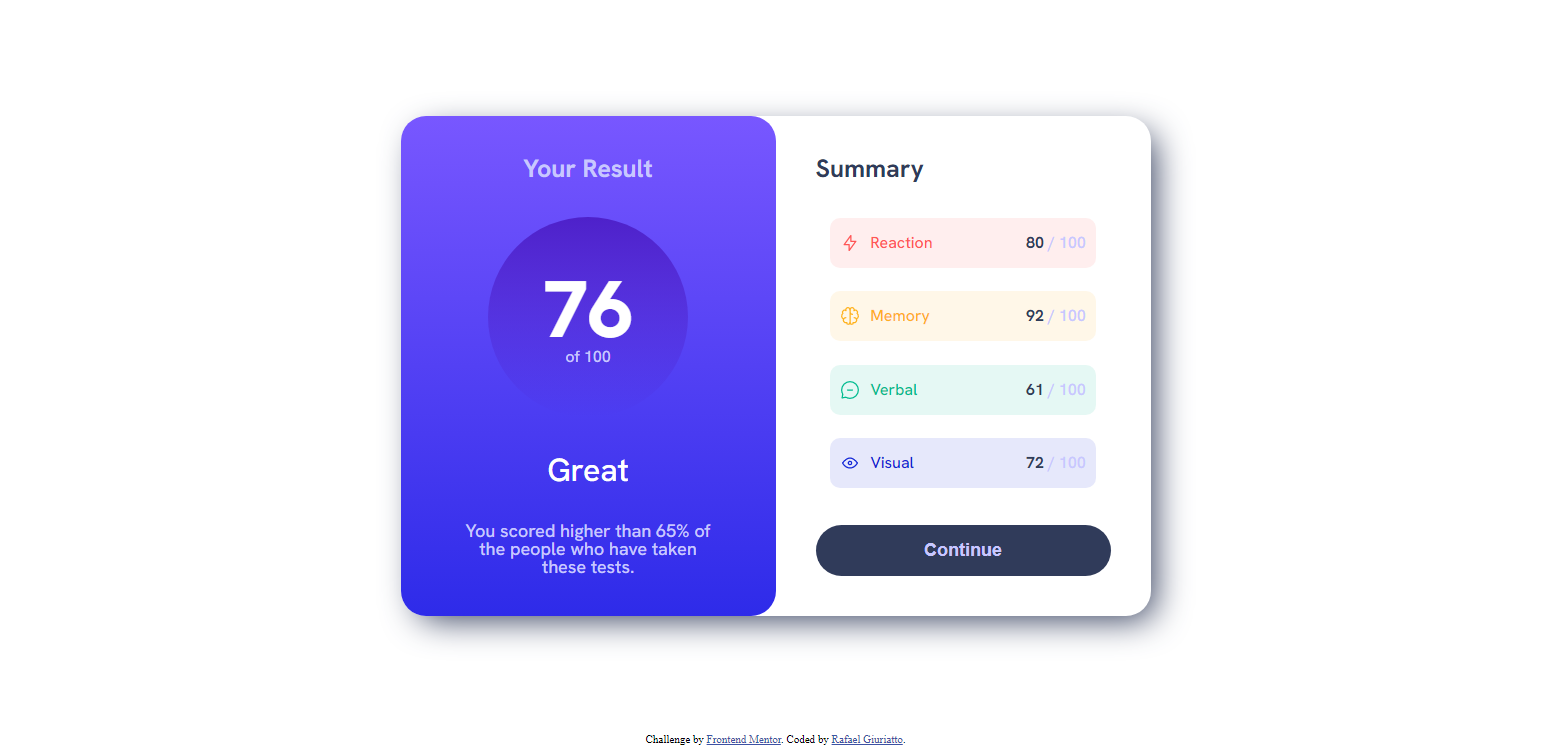 Your Result
76
of 100
Great
You scored higher than 65% of
the people who have taken
these tests.
Summary
Reaction 80 / 100
Memory 92 / 100
Verbal 61 / 100
Visual 72 / 100
Continue
Challenge by Frontend Mentor. Coded by Rafael Giuriatto.